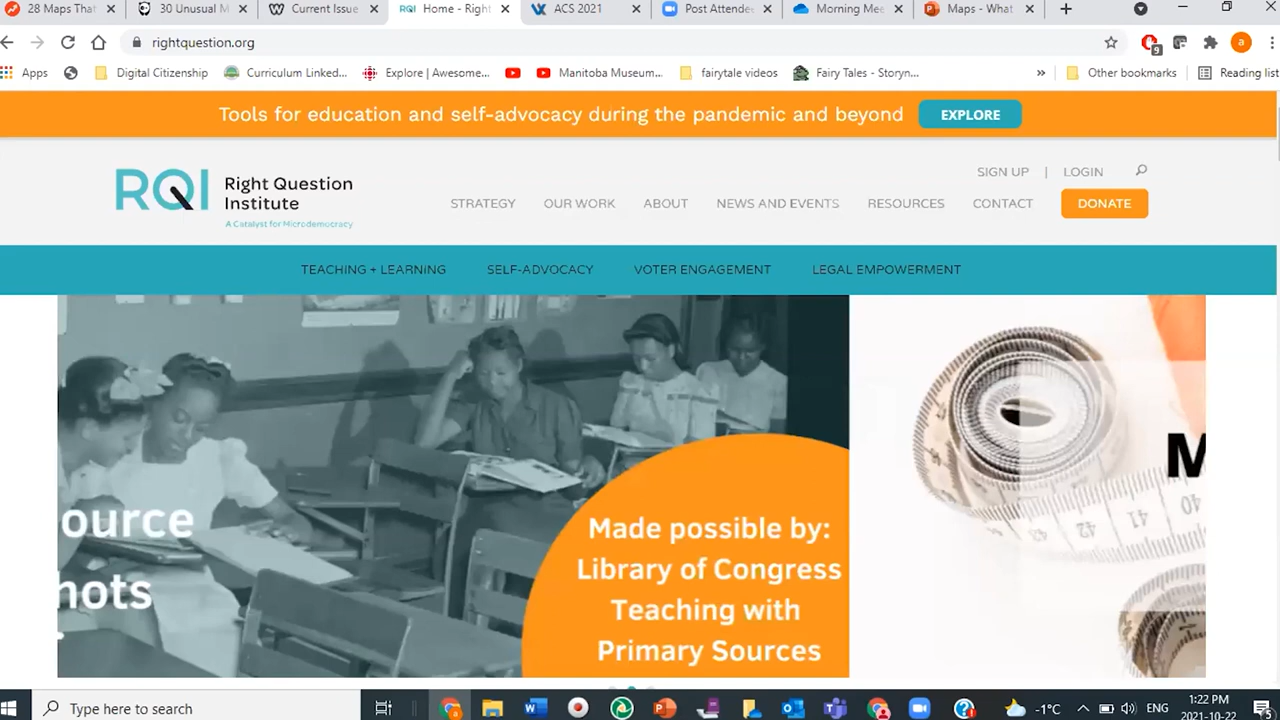 28 Maps That
30 Unusual M
Current Issue
Home - Right
ACS 2021
Post Attende
Morning Mee
Maps - What
rightquestion.org
9
a
Apps
Digital Citizenship
Curriculum Linked...
Explore | Awesome...
Manitoba Museum...
fairytale videos
Fairy Tales - Storyn...
»
Other bookmarks
Reading list
Tools for education and self-advocacy during the pandemic and beyond
EXPLORE
SIGN UP | LOGIN
RQI
Right Question
Institute
A Catalyst for Microdemocracy
STRATEGY
OUR WORK
ABOUT
NEWS AND EVENTS
RESOURCES
CONTACT
DONATE
TEACHING + LEARNING
SELF-ADVOCACY
VOTER ENGAGEMENT
LEGAL EMPOWERMENT
ource
hots
Made possible by:
Library of Congress
Teaching with
Primary Sources
M
43
42
41
40
Type here to search
-1°C
ENG
1:22 PM
2021-10-22